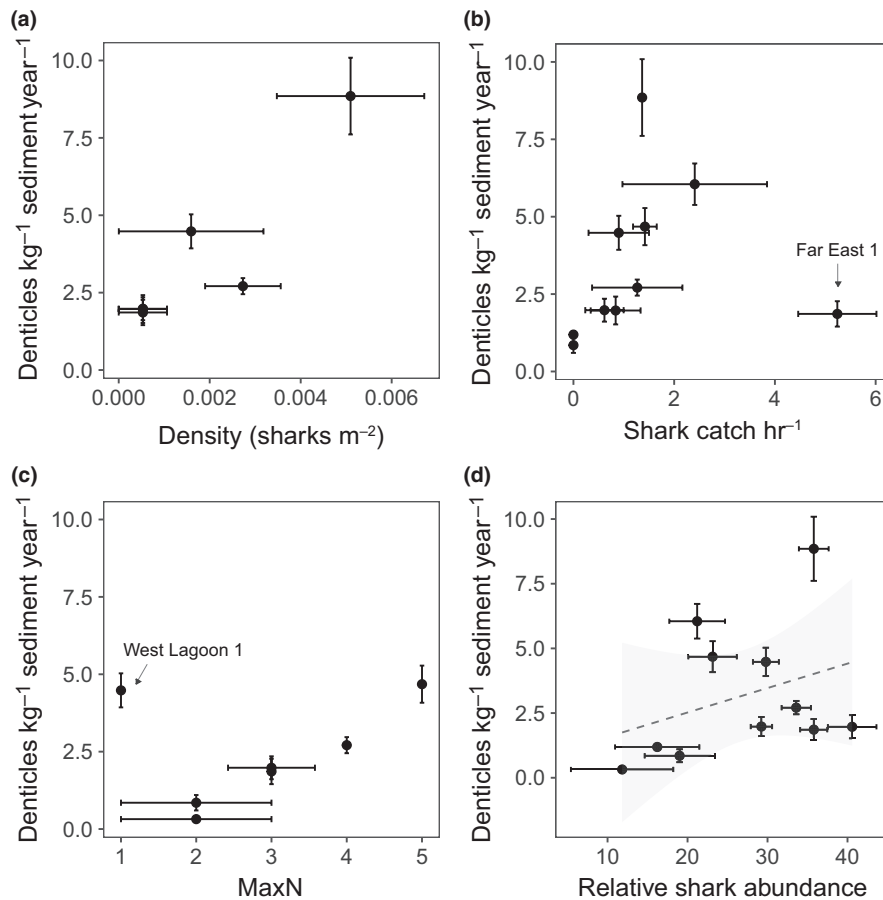 (a)
Denticles kg⁻¹ sediment year⁻¹
10.0
7.5
5.0
2.5
0.0
0.000 0.002 0.004 0.006
Density (sharks m⁻²)
(b)
Denticles kg⁻¹ sediment year⁻¹
10.0
7.5
5.0
2.5
0.0
Far East 1
0 2 4 6
Shark catch hr⁻¹
(c)
Denticles kg⁻¹ sediment year⁻¹
10.0
7.5
5.0
2.5
0.0
West Lagoon 1
1 2 3 4 5
MaxN
(d)
Denticles kg⁻¹ sediment year⁻¹
10.0
7.5
5.0
2.5
0.0
10 20 30 40
Relative shark abundance